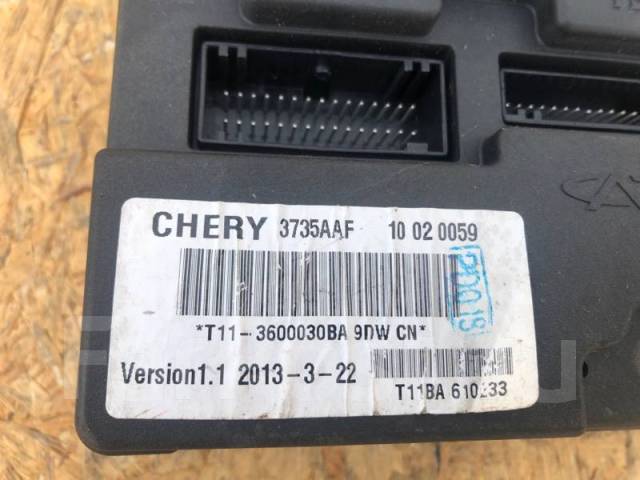 CHERY 3735AAF 10 02 0059
*T11-3600030BA 9DW CN*
Version1.1 2013-3-22
T11BA 610233